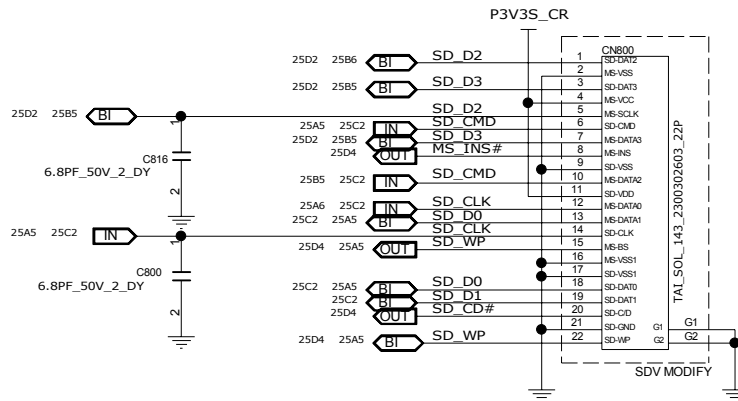 P3V3S_CR
CN800
25D2 25B6 BI SD_D2 1 SD-DAT2
2 MS-VSS
25D2 25B5 BI SD_D3 3 SD-DAT3
4 MS-VCC
25D2 25B5 BI 1 SD_D2 5 MS-SCLK
25A5 25C2 IN SD_CMD 6 SD-CMD
25D2 25B5 BI SD_D3 7 MS-DATA3
25D4 OUT MS_INS# 8 MS-INS
9 SD-VSS
25B5 25C2 IN SD_CMD 10 MS-DATA2
11 SD-VDD
25A6 25C2 IN SD_CLK 12 MS-DATA0
25C2 25A5 BI SD_D0 13 MS-DATA1
25A5 25C2 IN 1 SD_CLK 14 SD-CLK
25D4 25A5 OUT SD_WP 15 MS-BS
16 MS-VSS1
17 SD-VSS1
25C2 25A5 BI SD_D0 18 SD-DAT0
25C2 BI SD_D1 19 SD-DAT1
25D4 OUT SD_CD# 20 SD-C/D
21 SD-GND G1 G1
25D4 25A5 BI SD_WP 22 SD-WP G2 G2
C816
6.8PF_50V_2_DY
2
C800
6.8PF_50V_2_DY
2
TAI_SOL_143_2300302603_22P
SDV MODIFY